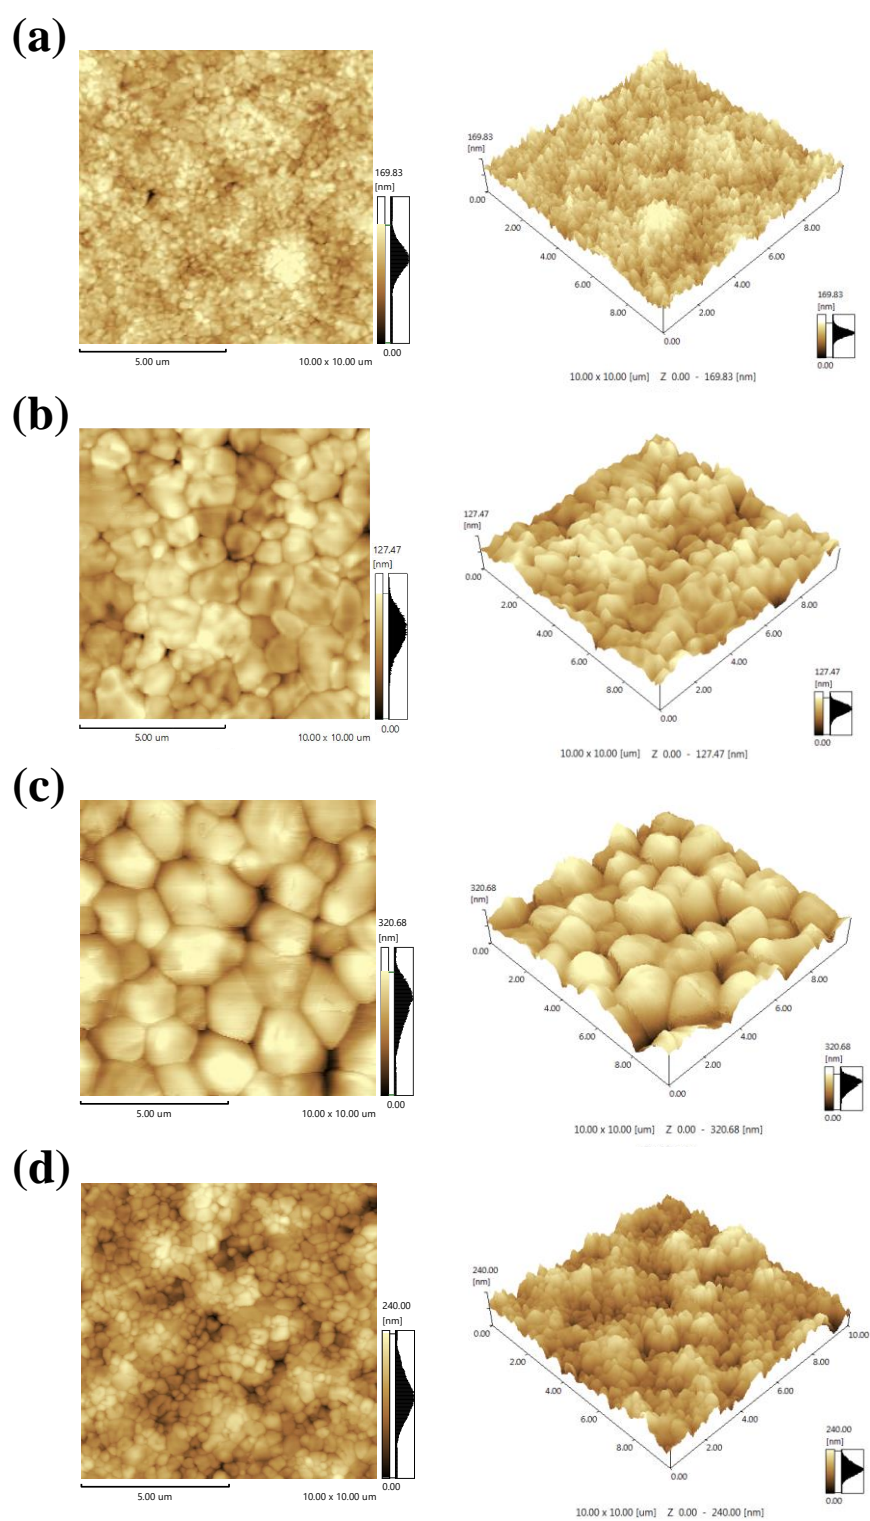 (a)
169.83
[nm]
0.00
5.00 um
10.00 x 10.00 um
169.83
[nm]
0.00
2.00
4.00
6.00
8.00
0.00
2.00
4.00
6.00
8.00
169.83
[nm]
0.00
10.00 x 10.00 [um] Z 0.00 - 169.83 [nm]
(b)
127.47
[nm]
0.00
5.00 um
10.00 x 10.00 um
127.47
[nm]
0.00
2.00
4.00
6.00
8.00
0.00
2.00
4.00
6.00
8.00
127.47
[nm]
0.00
10.00 x 10.00 [um] Z 0.00 - 127.47 [nm]
(c)
320.68
[nm]
0.00
5.00 um
10.00 x 10.00 um
320.68
[nm]
0.00
2.00
4.00
6.00
8.00
0.00
2.00
4.00
6.00
8.00
320.68
[nm]
0.00
10.00 x 10.00 [um] Z 0.00 - 320.68 [nm]
(d)
240.00
[nm]
0.00
5.00 um
10.00 x 10.00 um
240.00
[nm]
0.00
2.00
4.00
6.00
8.00
0.00
2.00
4.00
6.00
8.00
10.00
240.00
[nm]
0.00
10.00 x 10.00 [um] Z 0.00 - 240.00 [nm]